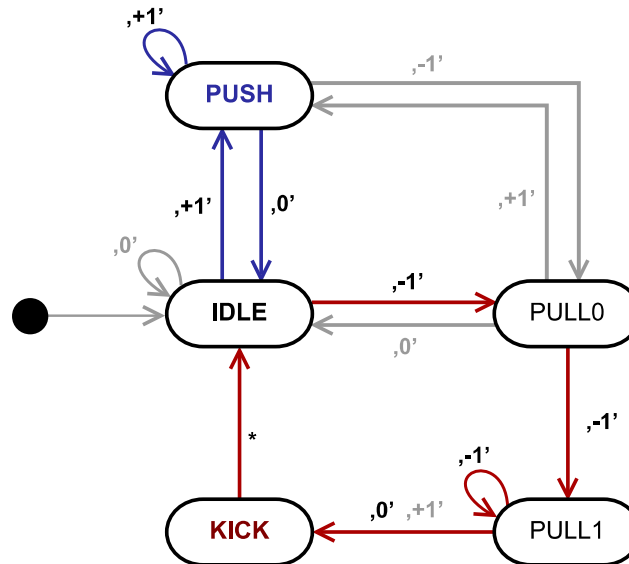 ‚+1’
PUSH
‚-1’
‚+1’
‚+1’
‚0’
‚0’
‚-1’
IDLE
PULL0
‚0’
‚-1’
*
‚-1’
‚0’ ‚+1’
KICK
PULL1